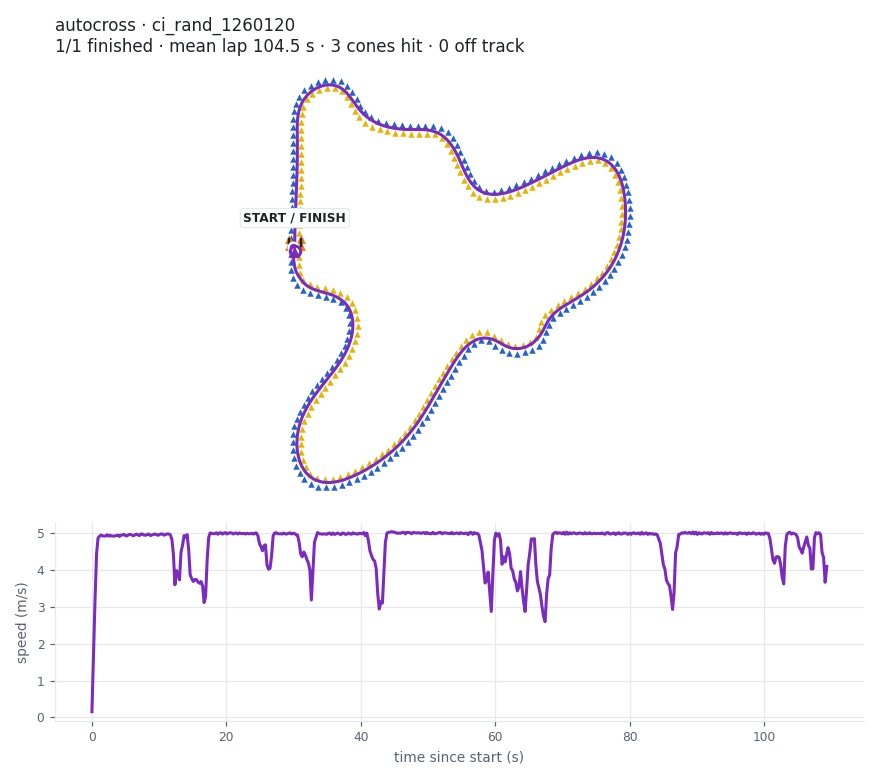 autocross · ci_rand_1260120
1/1 finished · mean lap 104.5 s · 3 cones hit · 0 off track
START / FINISH
5
4
3
2
1
0
speed (m/s)
0 20 40 60 80 100
time since start (s)